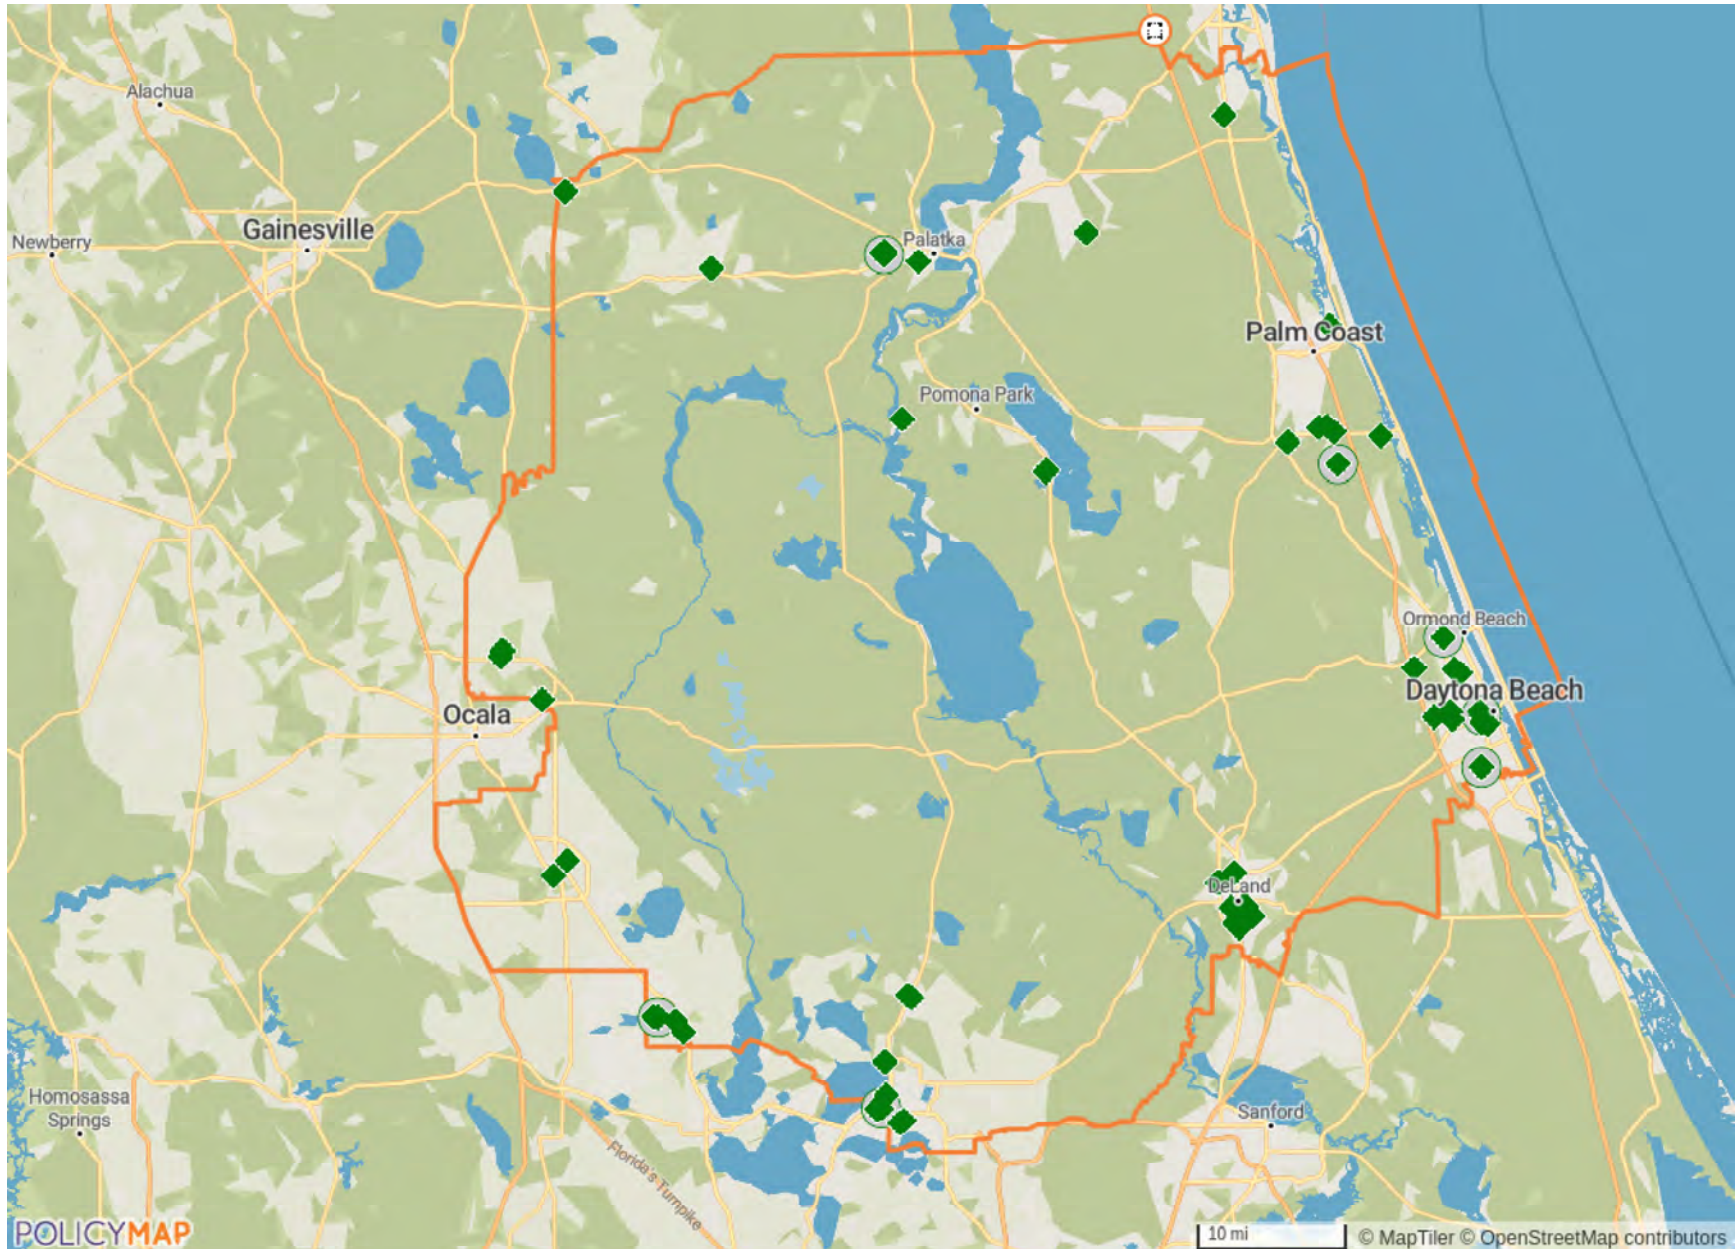 Alachua
Gainesville
Newberry
Palatka
Palm Coast
Pomona Park
Ormond Beach
Daytona Beach
Ocala
DeLand
Homosassa
Springs
Sanford
Florida's Turnpike
POLICYMAP
10 mi
© MapTiler © OpenStreetMap contributors